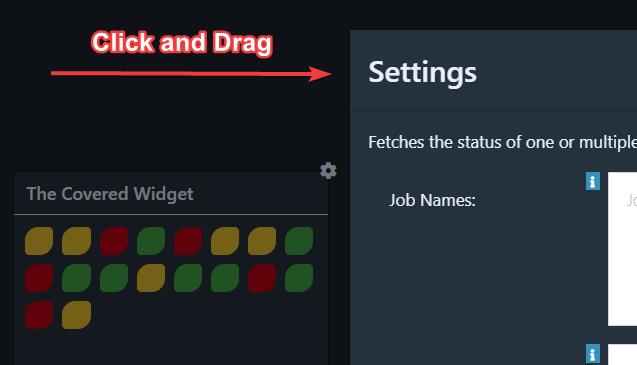 Click and Drag
Settings
Fetches the status of one or multiple
The Covered Widget
Job Names: